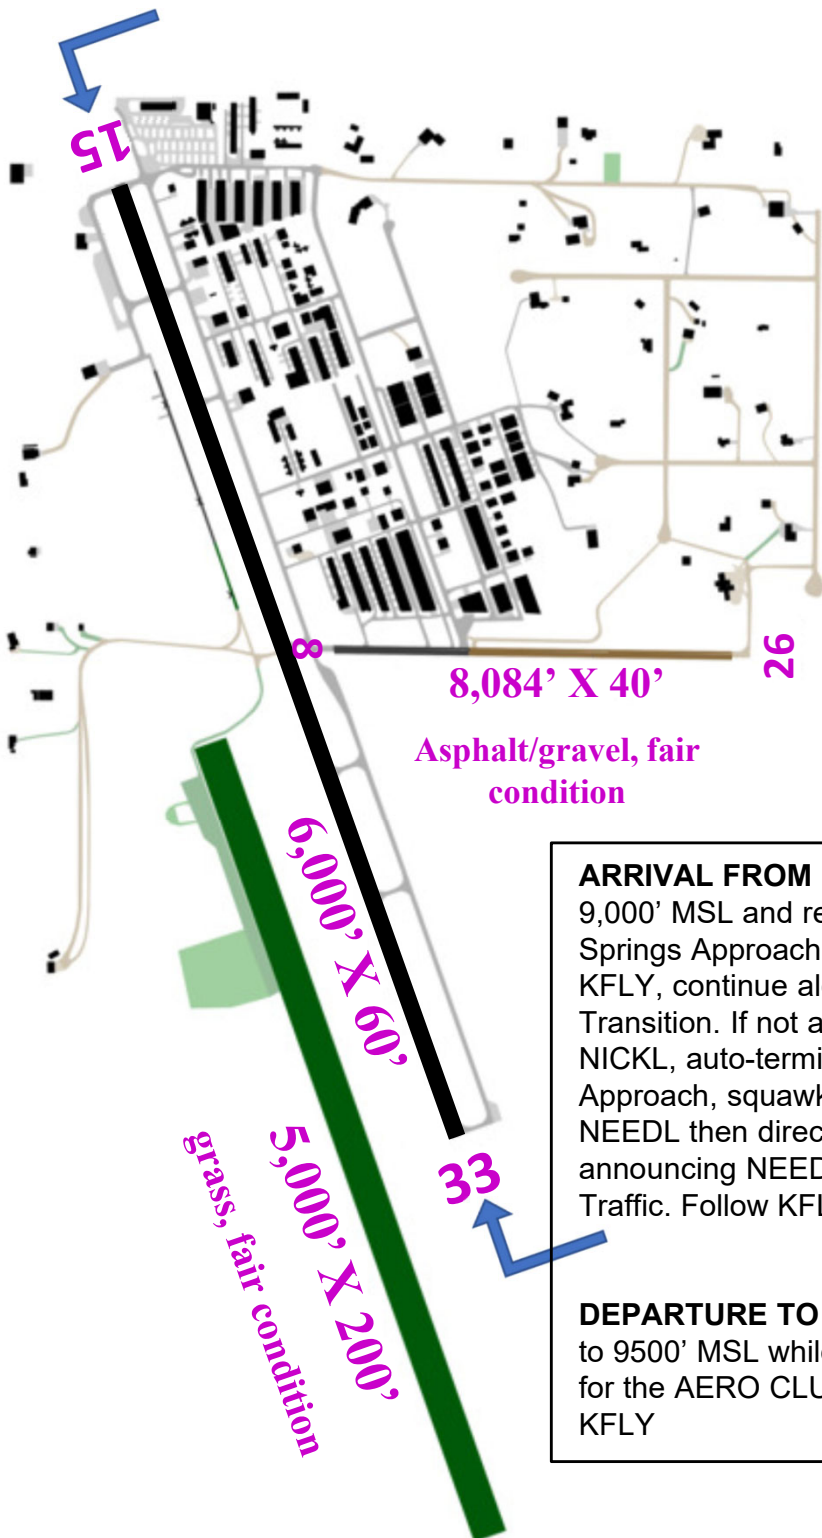 15
8
26
8,084’ X 40’
Asphalt/gravel, fair
condition
6,000’ X 60’
33
5,000’ X 200’
grass, fair condition
ARRIVAL FROM
9,000’ MSL and re
Springs Approach
KFLY, continue al
Transition. If not a
NICKL, auto-termi
Approach, squawk
NEEDL then direc
announcing NEED
Traffic. Follow KFL
DEPARTURE TO
to 9500’ MSL while
for the AERO CLU
KFLY